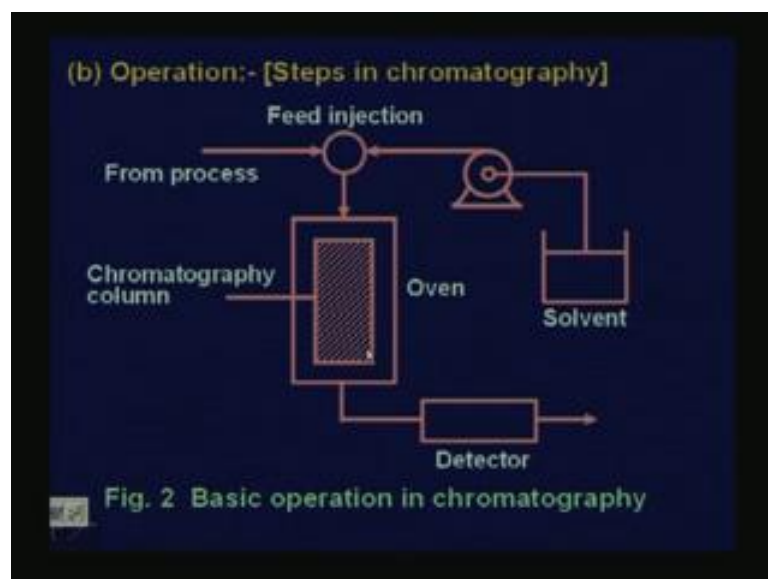 (b) Operation:- [Steps in chromatography]
Feed injection
From process
Chromatography
column
Oven
Solvent
Detector
Fig. 2 Basic operation in chromatography